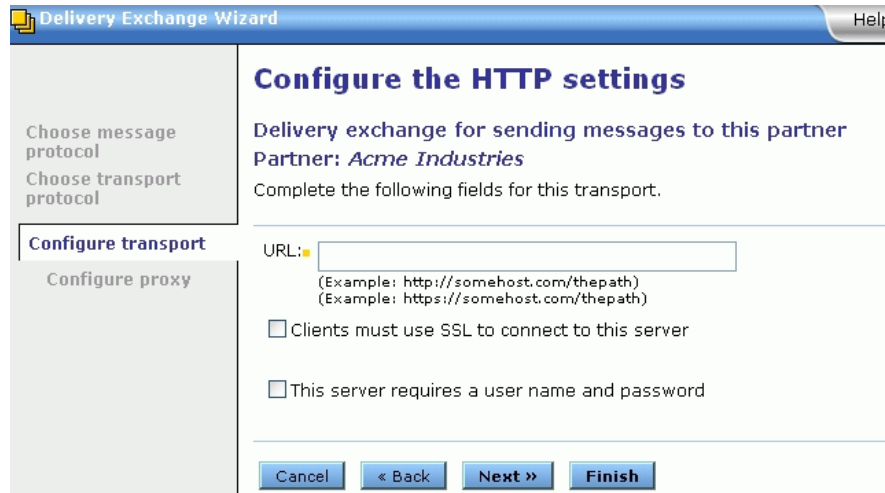 Delivery Exchange Wizard
Configure the HTTP settings
Delivery exchange for sending messages to this partner
Partner: Acme Industries
Complete the following fields for this transport.
Choose message
protocol
Choose transport
protocol
Configure transport
Configure proxy
URL:
(Example: http://somehost.com/thepath)
(Example: https://somehost.com/thepath)
Clients must use SSL to connect to this server
This server requires a user name and password
Cancel
« Back
Next »
Finish